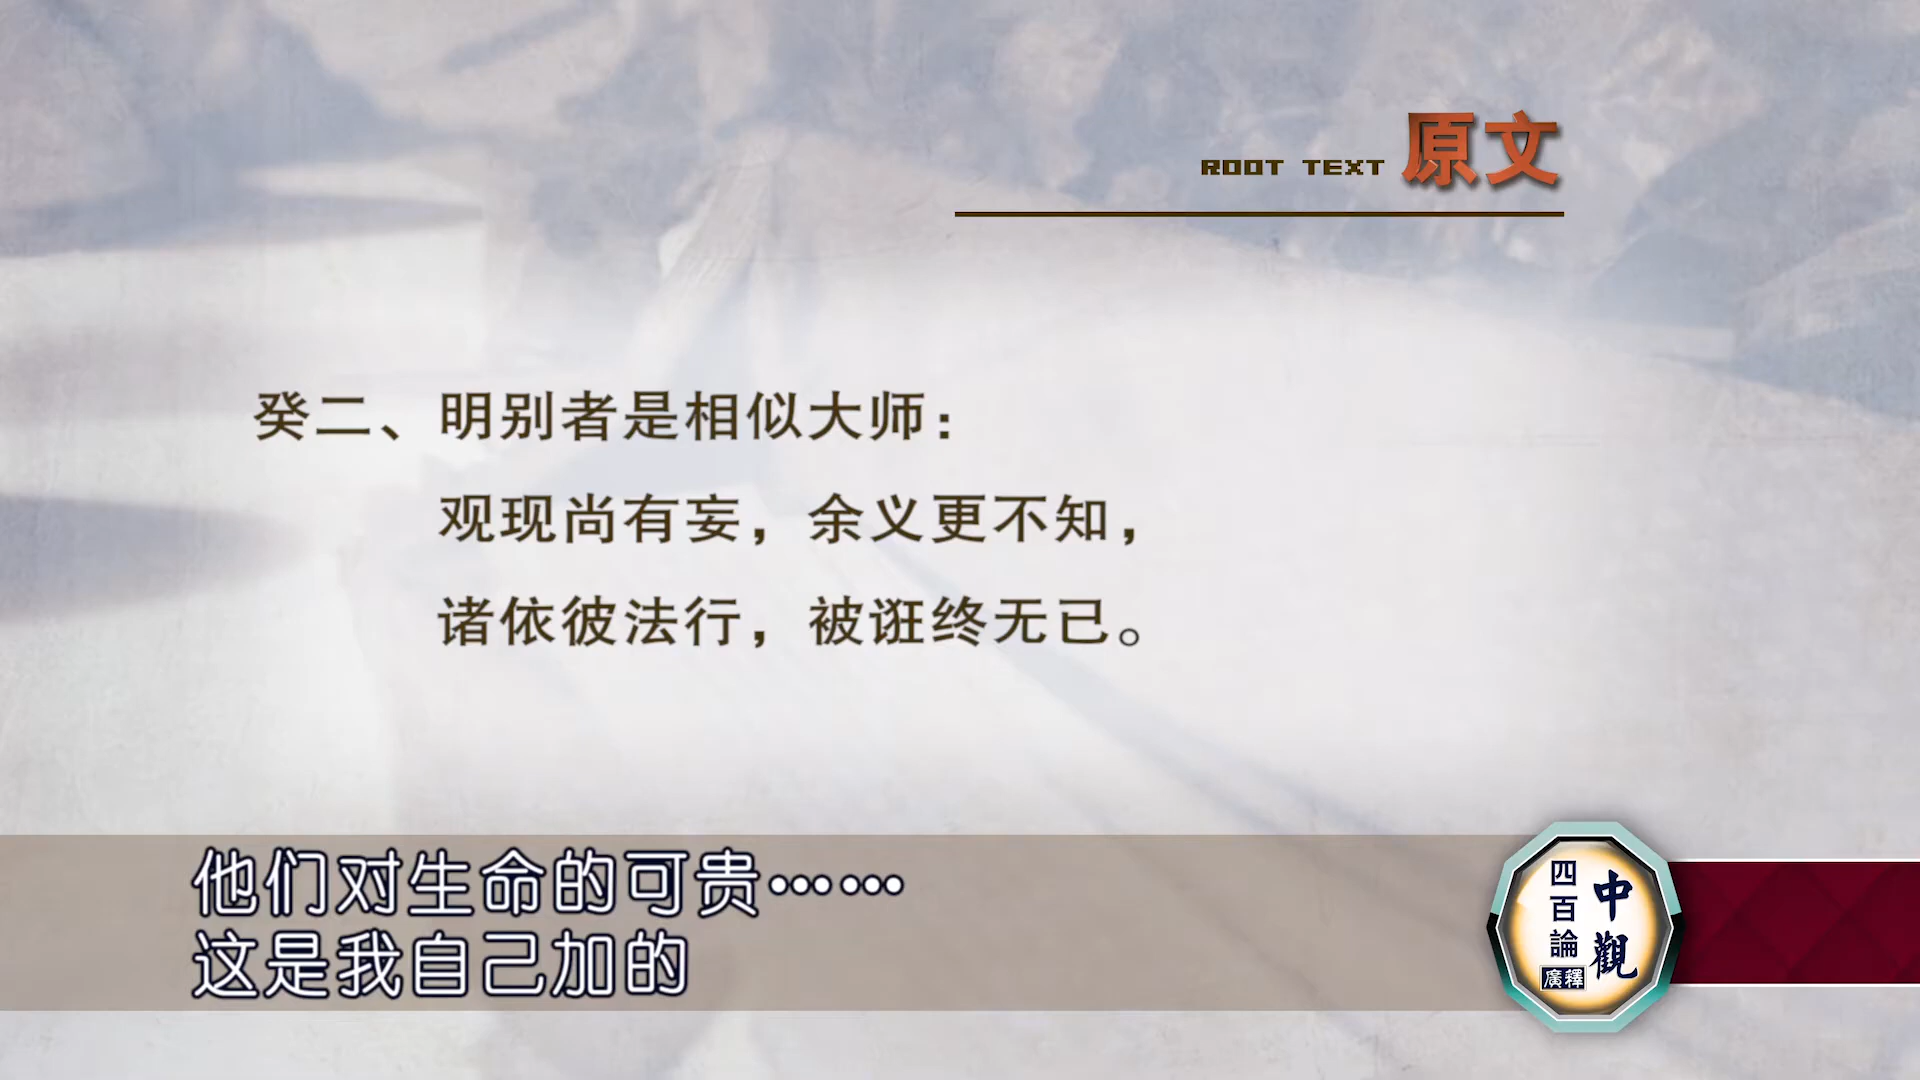 ROOT TEXT 原文
癸二、明别者是相似大师：
观现尚有妄，余义更不知，
诸依彼法行，被诳终无已。
他们对生命的可贵……
这是我自己加的
中觀
四百論
廣釋